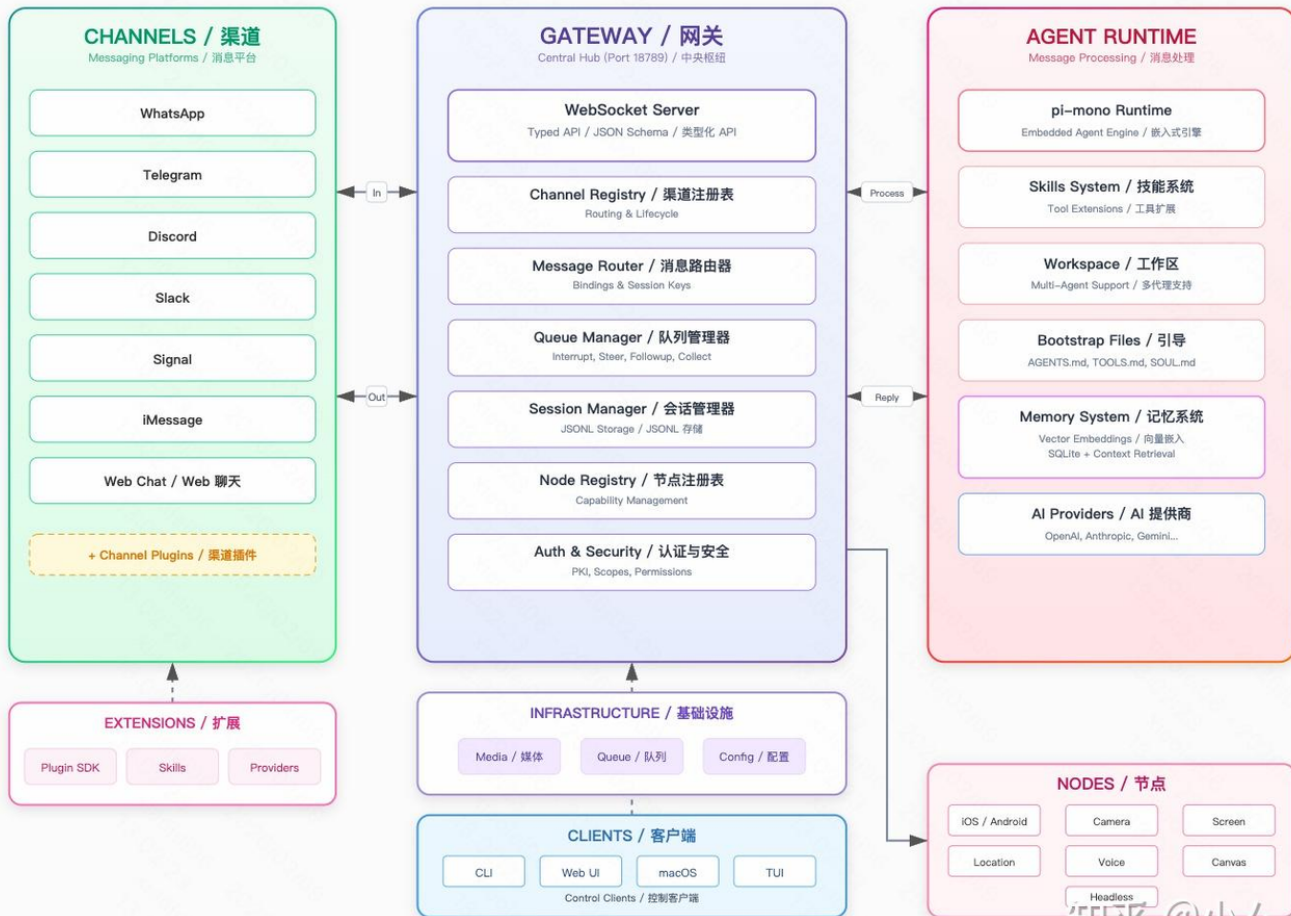 CHANNELS / 渠道
Messaging Platforms / 消息平台
WhatsApp
Telegram
Discord
Slack
Signal
iMessage
Web Chat / Web 聊天
+ Channel Plugins / 渠道插件
In
Out
GATEWAY / 网关
Central Hub (Port 18789) / 中央枢纽
WebSocket Server
Typed API / JSON Schema / 类型化 API
Channel Registry / 渠道注册表
Routing & Lifecycle
Message Router / 消息路由器
Bindings & Session Keys
Queue Manager / 队列管理器
Interrupt, Steer, Followup, Collect
Session Manager / 会话管理器
JSONL Storage / JSONL 存储
Node Registry / 节点注册表
Capability Management
Auth & Security / 认证与安全
PKI, Scopes, Permissions
Process
Reply
AGENT RUNTIME
Message Processing / 消息处理
pi-mono Runtime
Embedded Agent Engine / 嵌入式引擎
Skills System / 技能系统
Tool Extensions / 工具扩展
Workspace / 工作区
Multi-Agent Support / 多代理支持
Bootstrap Files / 引导
AGENTS.md, TOOLS.md, SOUL.md
Memory System / 记忆系统
Vector Embeddings / 向量嵌入
SQLite + Context Retrieval
AI Providers / AI 提供商
OpenAI, Anthropic, Gemini...
EXTENSIONS / 扩展
Plugin SDK
Skills
Providers
INFRASTRUCTURE / 基础设施
Media / 媒体
Queue / 队列
Config / 配置
CLIENTS / 客户端
CLI
Web UI
macOS
TUI
Control Clients / 控制客户端
NODES / 节点
iOS / Android
Camera
Screen
Location
Voice
Canvas
Headless